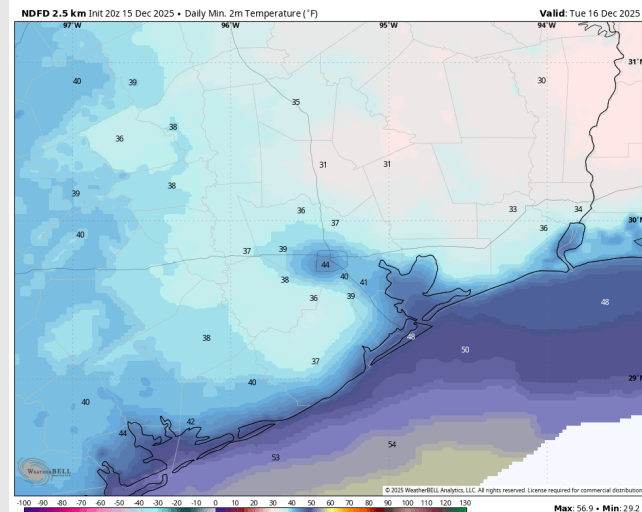 NDFD 2.5 km Init 20z 15 Dec 2025 • Daily Min. 2m Temperature (°F) Valid: Tue 16 Dec 2025
97°W 96°W 95°W 94°W
31°N
40 39 30
35
38
36
31 31
38
39
36 33 34
30°N
37 36
40
37 39
44
38 40 41
36 39
48
38 48
50
37
29°N
40
40
42
44
54
53
WeatherBELL
© 2025 WeatherBELL Analytics, LLC. All rights reserved. License required for commercial distribution
-100 -90 -80 -70 -60 -50 -40 -30 -20 -10 0 10 20 30 40 50 60 70 80 90 100 110 120 130
Max: 56.9 • Min: 29.2